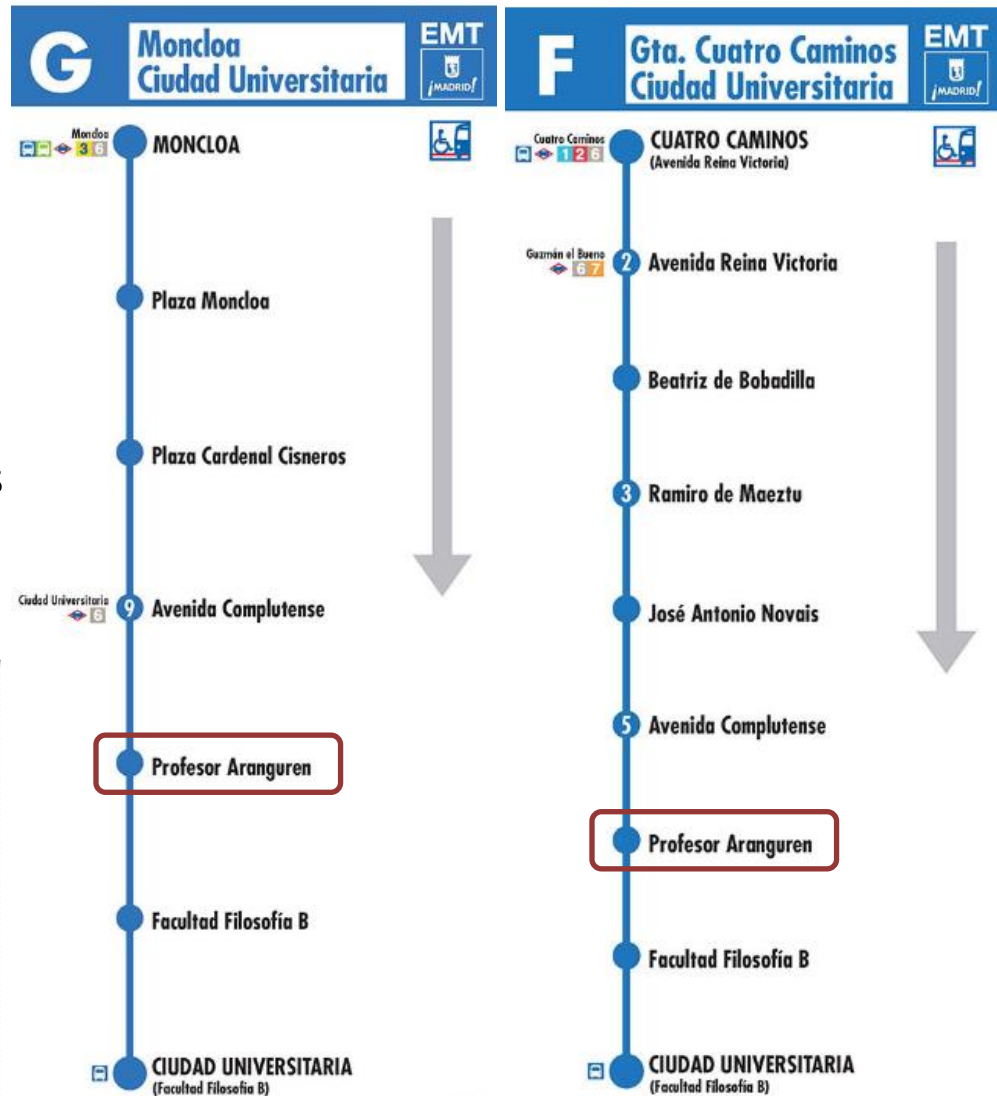 G
Moncloa
Ciudad Universitaria
EMT
¡MADRID!
Moncloa
3 6
MONCLOA
Plaza Moncloa
Plaza Cardenal Cisneros
Ciudad Universitaria
6
9
Avenida Complutense
Profesor Aranguren
Facultad Filosofía B
CIUDAD UNIVERSITARIA
(Facultad Filosofia B)
F
Gta. Cuatro Caminos
Ciudad Universitaria
EMT
¡MADRID!
Cuatro Caminos
1 2 6
CUATRO CAMINOS
(Avenida Reina Victoria)
Guzmán el Bueno
6 7
2
Avenida Reina Victoria
Beatriz de Bobadilla
3
Ramiro de Maeztu
José Antonio Novais
5
Avenida Complutense
Profesor Aranguren
Facultad Filosofía B
CIUDAD UNIVERSITARIA
(Facultad Filosofia B)